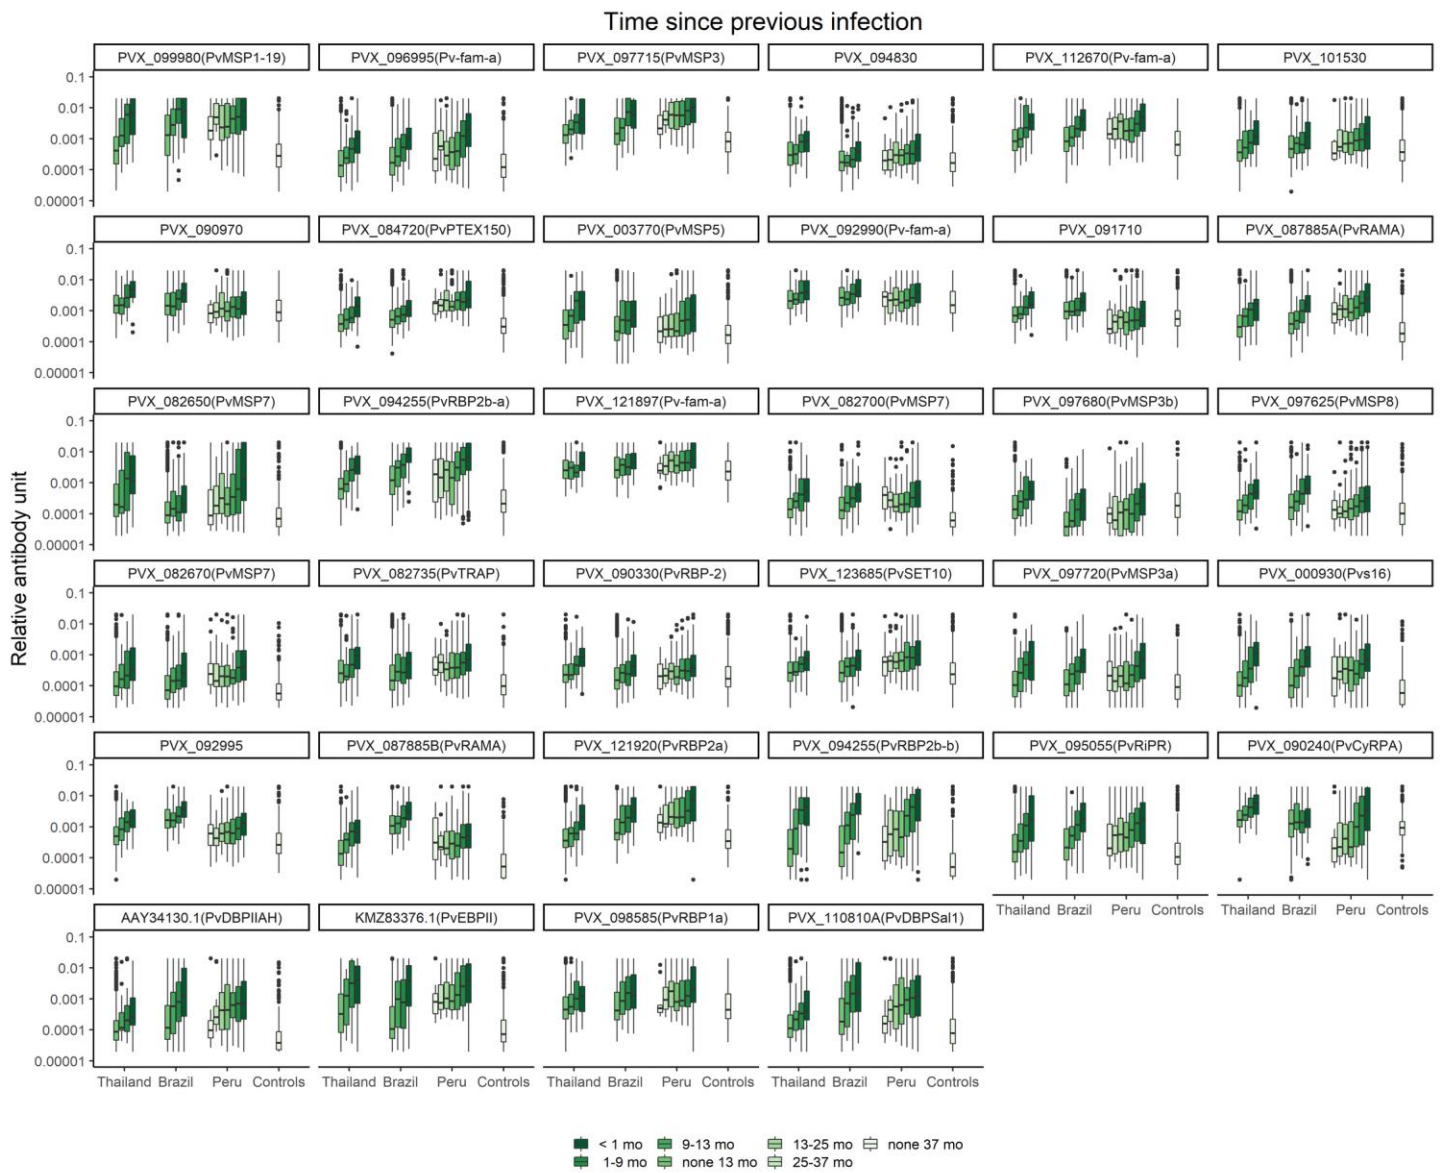 Time since previous infection
PVX_099980(PvMSP1-19) PVX_096995(Pv-fam-a) PVX_097715(PvMSP3) PVX_094830 PVX_112670(Pv-fam-a) PVX_101530
0.1
0.01
0.001
0.0001
0.00001
PVX_090970 PVX_084720(PvPTEX150) PVX_003770(PvMSP5) PVX_092990(Pv-fam-a) PVX_091710 PVX_087885A(PvRAMA)
0.1
0.01
0.001
0.0001
0.00001
PVX_082650(PvMSP7) PVX_094255(PvRBP2b-a) PVX_121897(Pv-fam-a) PVX_082700(PvMSP7) PVX_097680(PvMSP3b) PVX_097625(PvMSP8)
0.1
0.01
0.001
0.0001
0.00001
Relative antibody unit
PVX_082670(PvMSP7) PVX_082735(PvTRAP) PVX_090330(PvRBP-2) PVX_123685(PvSET10) PVX_097720(PvMSP3a) PVX_000930(Pvs16)
0.1
0.01
0.001
0.0001
0.00001
PVX_092995 PVX_087885B(PvRAMA) PVX_121920(PvRBP2a) PVX_094255(PvRBP2b-b) PVX_095055(PvRiPR) PVX_090240(PvCyRPA)
0.1
0.01
0.001
0.0001
0.00001
Thailand Brazil Peru Controls Thailand Brazil Peru Controls
AAY34130.1(PvDBPIIAH) KMZ83376.1(PvEBPII) PVX_098585(PvRBP1a) PVX_110810A(PvDBPSal1)
0.1
0.01
0.001
0.0001
0.00001
Thailand Brazil Peru Controls Thailand Brazil Peru Controls Thailand Brazil Peru Controls Thailand Brazil Peru Controls
< 1 mo 9-13 mo 13-25 mo none 37 mo
1-9 mo none 13 mo 25-37 mo